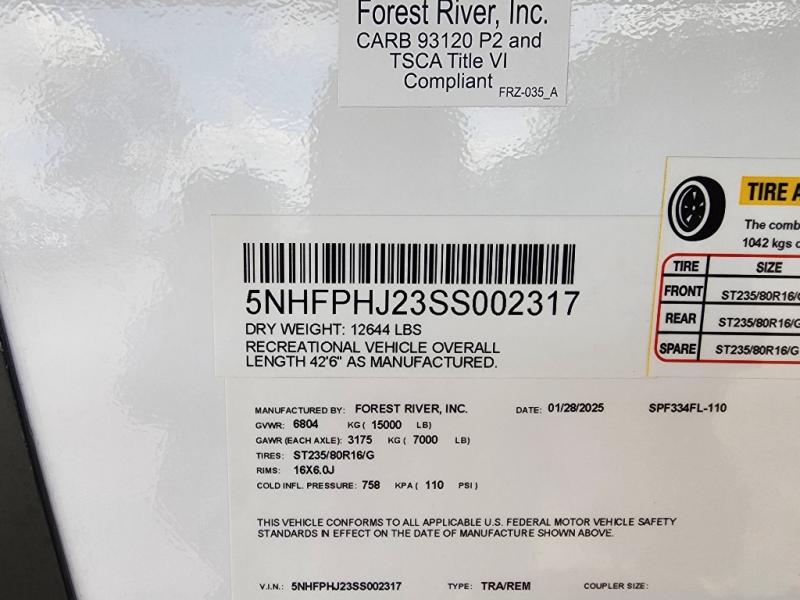 Forest River, Inc.
CARB 93120 P2 and
TSCA Title VI
Compliant
FRZ-035_A
5NHFPHJ23SS002317
DRY WEIGHT: 12644 LBS
RECREATIONAL VEHICLE OVERALL
LENGTH 42'6" AS MANUFACTURED.
TIRE
The
1042 kgs
TIRE SIZE
FRONT ST235/80R16/G
REAR ST235/80R16/G
SPARE ST235/80R16/G
MANUFACTURED BY: FOREST RIVER, INC. DATE: 01/28/2025 SPF334FL-110
GVWR: 6804 KG ( 15000 LB)
GAWR (EACH AXLE): 3175 KG ( 7000 LB)
TIRES: ST235/80R16/G
RIMS: 16X6.0J
COLD INFL. PRESSURE: 758 KPA ( 110 PSI )
THIS VEHICLE CONFORMS TO ALL APPLICABLE U.S. FEDERAL MOTOR VEHICLE SAFETY
STANDARDS IN EFFECT ON THE DATE OF MANUFACTURE SHOWN ABOVE.
V.I.N.: 5NHFPHJ23SS002317 TYPE: TRA/REM COUPLER SIZE: